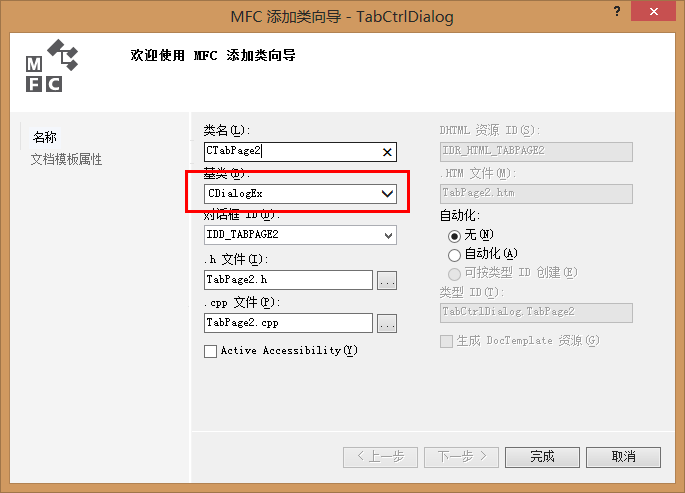 MFC 添加类向导 - TabCtrlDialog
?
M
F C
欢迎使用 MFC 添加类向导
名称
文档模板属性
类名(L):
CTabPage2
基类(B):
CDialogEx
对话框 ID(D):
IDD_TABPAGE2
.h 文件(I):
TabPage2.h
...
.cpp 文件(P):
TabPage2.cpp
...
Active Accessibility(Y)
DHTML 资源 ID(S):
IDR_HTML_TABPAGE2
.HTM 文件(M):
TabPage2.htm
自动化:
无(N)
自动化(A)
可按类型 ID 创建(E)
类型 ID(T):
TabCtrlDialog.TabPage2
生成 DocTemplate 资源(G)
< 上一步
下一步 >
完成
取消